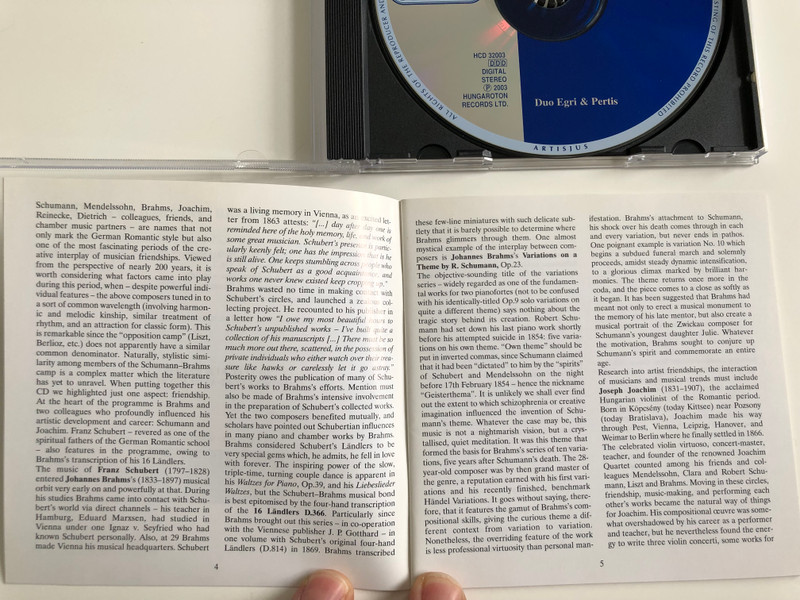 ALL RIGHTS OF THE PRODUCER AND
STING OF THIS RECORD PROHIBITED
HCD 32003
DDD
DIGITAL
STEREO
Ⓟ 2003
HUNGAROTON
RECORDS LTD.
Duo Egri & Pertis
ARTISJUS
Schumann, Mendelssohn, Brahms, Joachim,
Reinecke, Dietrich – colleagues, friends, and
chamber music partners – are names that not
only mark the German Romantic style but also
one of the most fascinating periods of the cre-
ative interplay of musician friendships. Viewed
from the perspective of nearly 200 years, it is
worth considering what factors came into play
during this period, when – despite powerful indi-
vidual features – the above composers tuned in to
a sort of common wavelength (involving harmon-
ic and melodic kinship, similar treatment of
rhythm, and an attraction for classic form). This
is remarkable since the "opposition camp" (Liszt,
Berlioz, etc.) does not apparently have a similar
common denominator. Naturally, stylistic simi-
larity among members of the Schumann–Brahms
camp is a complex matter which the literature
has yet to unravel. When putting together this
CD we highlighted just one aspect: friendship.
At the heart of the programme is Brahms and
two colleagues who profoundly influenced his
artistic development and career: Schumann and
Joachim. Franz Schubert – revered as one of the
spiritual fathers of the German Romantic school
– also features in the programme, owing to
Brahms's transcription of his 16 Ländlers.
The music of Franz Schubert (1797–1828)
entered Johannes Brahms's (1833–1897) musical
orbit very early on and powerfully at that. During
his studies Brahms came into contact with Schu-
bert's world via direct channels – his teacher in
Hamburg, Eduard Marssen, had studied in
Vienna under one Ignaz v. Seyfried who had
known Schubert personally. Also, at 29 Brahms
made Vienna his musical headquarters. Schubert
4
was a living memory in Vienna, as an excited let-
ter from 1863 attests: "[...] day after day one is
reminded here of the holy memory, life, and work of
some great musician. Schubert's presence is partic-
ularly keenly felt; one has the impression that he
is still alive. One keeps stumbling across people who
speak of Schubert as a good acquaintance, and
works one never knew existed keep cropping up."
Brahms wasted no time in making contact with
Schubert's circles, and launched a zealous col-
lecting project. He recounted to his publisher in
a letter how "I owe my most beautiful hours to
Schubert's unpublished works – I've built quite a
collection of his manuscripts [...] There must be so
much more out there, scattered, in the possession of
private individuals who either watch over their trea-
sure like hawks or carelessly let it go astray."
Posterity owes the publication of many of Schu-
bert's works to Brahms's efforts. Mention must
also be made of Brahms's intensive involvement
in the preparation of Schubert's collected works.
Yet the two composers benefited mutually, and
scholars have pointed out Schubertian influences
in many piano and chamber works by Brahms.
Brahms considered Schubert's Ländlers to be
very special gems which, he admits, he fell in love
with forever. The inspiring power of the slow,
triple-time, turning couple dance is apparent in
his Waltzes for Piano, Op.39, and his Liebeslieder
Waltzes, but the Schubert–Brahms musical bond
is best epitomised by the four-hand transcription
of the 16 Ländlers D.366. Particularly since
Brahms brought out this series – in co-operation
with the Viennese publisher J. P. Gotthard – in
one volume with Schubert's original four-hand
Ländlers (D.814) in 1869. Brahms transcribed
these few-line miniatures with such delicate sub-
tlety that it is barely possible to determine where
Brahms glimmers through them. One almost
mystical example of the interplay between com-
posers is Johannes Brahms's Variations on a
Theme by R. Schumann, Op.23.
The objective-sounding title of the variations
series – widely regarded as one of the fundamen-
tal works for two pianofortes (not to be confused
with his identically-titled Op.9 solo variations on
quite a different theme) says nothing about the
tragic story behind its creation. Robert Schu-
mann had set down his last piano work shortly
before his attempted suicide in 1854: five varia-
tions on his own theme. "Own theme" should be
put in inverted commas, since Schumann claimed
that it had been "dictated" to him by the "spirits"
of Schubert and Mendelssohn on the night
before 17th February 1854 – hence the nickname
"Geisterthema". It is unlikely we shall ever find
out the extent to which schizophrenia or creative
imagination influenced the invention of Schu-
mann's theme. Whatever the case may be, this
music is not a nightmarish vision, but a crys-
tallised, quiet meditation. It was this theme that
formed the basis for Brahms's series of ten varia-
tions, five years after Schumann's death. The 28-
year-old composer was by then grand master of
the genre, a reputation earned with his first vari-
ations and his recently finished, benchmark
Händel Variations. It goes without saying, there-
fore, that it features the gamut of Brahms's com-
positional skills, giving the curious theme a dif-
ferent context from variation to variation.
Nonetheless, the overriding feature of the work
is less professional virtuosity than personal man-
ifestation. Brahms's attachment to Schumann,
his shock over his death comes through in each
and every variation, but never ends in pathos.
One poignant example is variation No. 10 which
begins a subdued funeral march and solemnly
proceeds, amidst steady dynamic intensification,
to a glorious climax marked by brilliant har-
monies. The theme returns once more in the
coda, and the piece comes to a close as softly as
it began. It has been suggested that Brahms had
meant not only to erect a musical monument to
the memory of his late mentor, but also create a
musical portrait of the Zwickau composer for
Schumann's youngest daughter Julie. Whatever
the motivation, Brahms sought to conjure up
Schumann's spirit and commemorate an entire
age.
Research into artist friendships, the interaction
of musicians and musical trends must include
Joseph Joachim (1831–1907), the acclaimed
Hungarian violinist of the Romantic period.
Born in Köpcsény (today Kittsee) near Pozsony
(today Bratislava), Joachim made his way
through Pest, Vienna, Leipzig, Hanover, and
Weimar to Berlin where he finally settled in 1866.
The celebrated violin virtuoso, concert-master,
teacher, and founder of the renowned Joachim
Quartet counted among his friends and col-
leagues Mendelssohn, Clara and Robert Schu-
mann, Liszt and Brahms. Moving in these circles,
friendship, music-making, and performing each
other's works became the natural way of things
for Joachim. His compositional œuvre was some-
what overshadowed by his career as a performer
and teacher, but he nevertheless found the ener-
gy to write three violin concerti, some works for
5